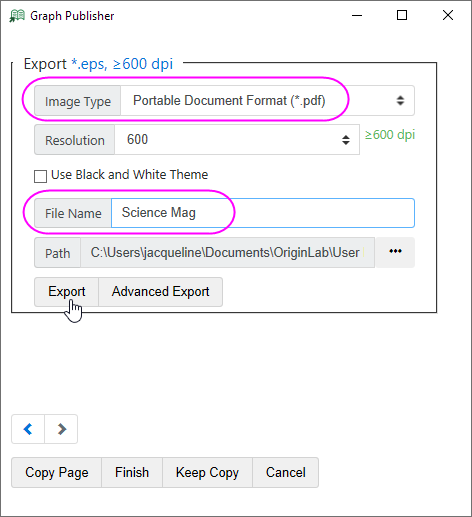 Graph Publisher
Export *.eps, ≥600 dpi
Image Type Portable Document Format (*.pdf)
Resolution 600 ≥600 dpi
Use Black and White Theme
File Name Science Mag
Path C:\Users\jacqueline\Documents\OriginLab\User •••
Export Advanced Export
Copy Page Finish Keep Copy Cancel